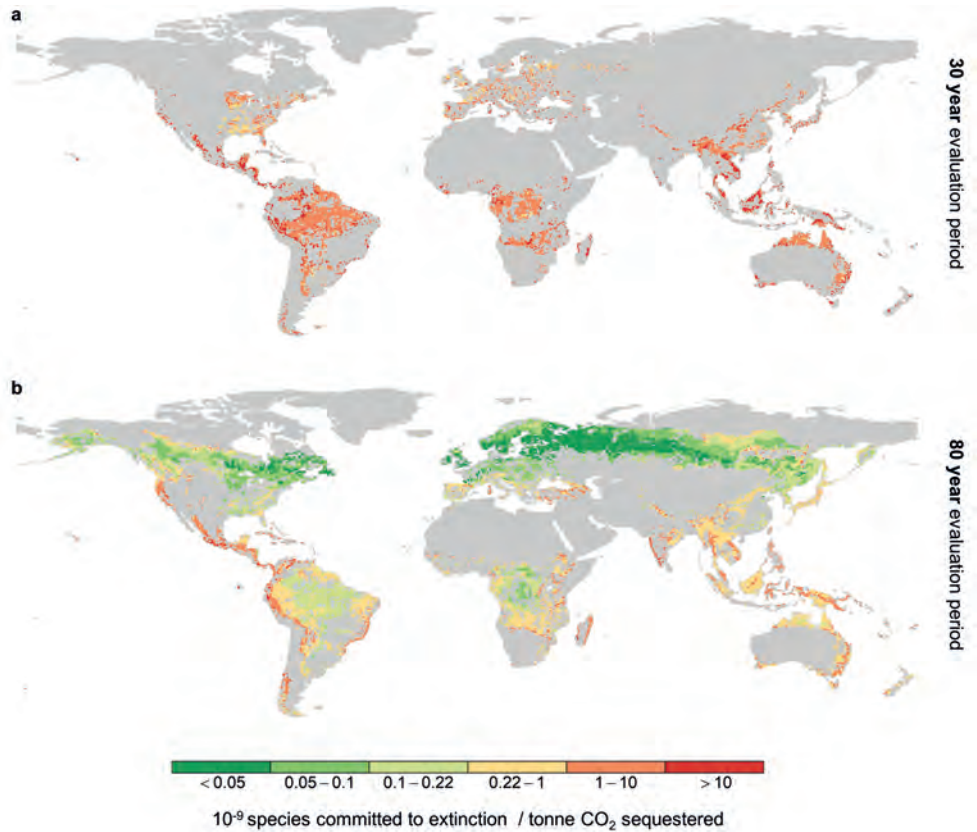 a
30 year evaluation period
b
80 year evaluation period
<0.05 0.05–0.1 0.1–0.22 0.22–1 1–10 >10
10⁻⁹ species committed to extinction / tonne CO₂ sequestered